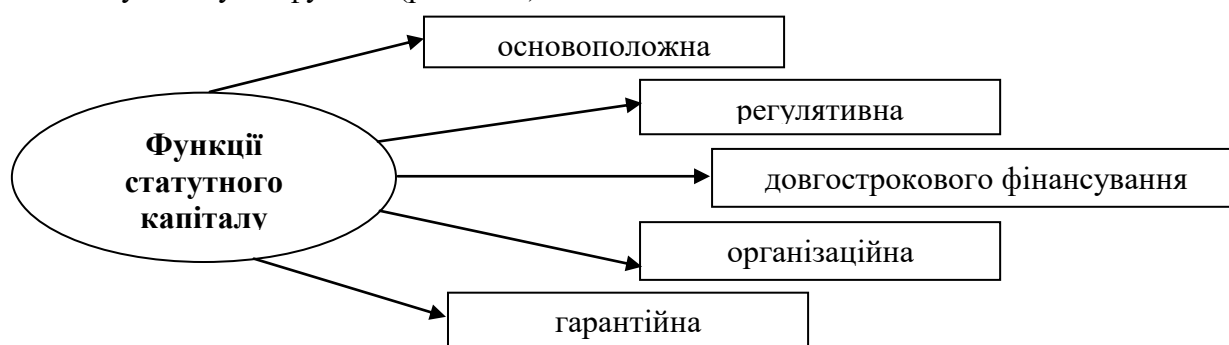 основоположна
регулятивна
Функції
статутного
капіталу
довгострокового фінансування
організаційна
гарантійна